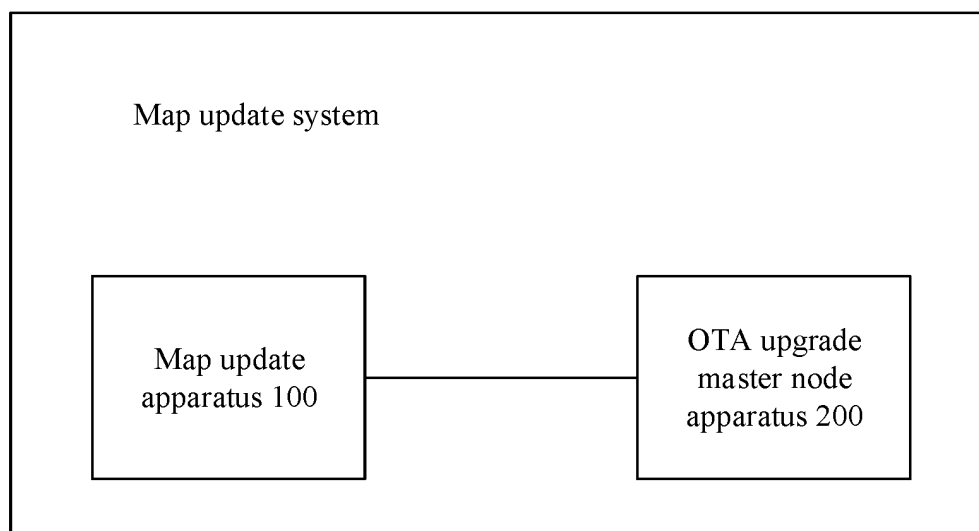 Map update system
Map update
apparatus 100
OTA upgrade
master node
apparatus 200